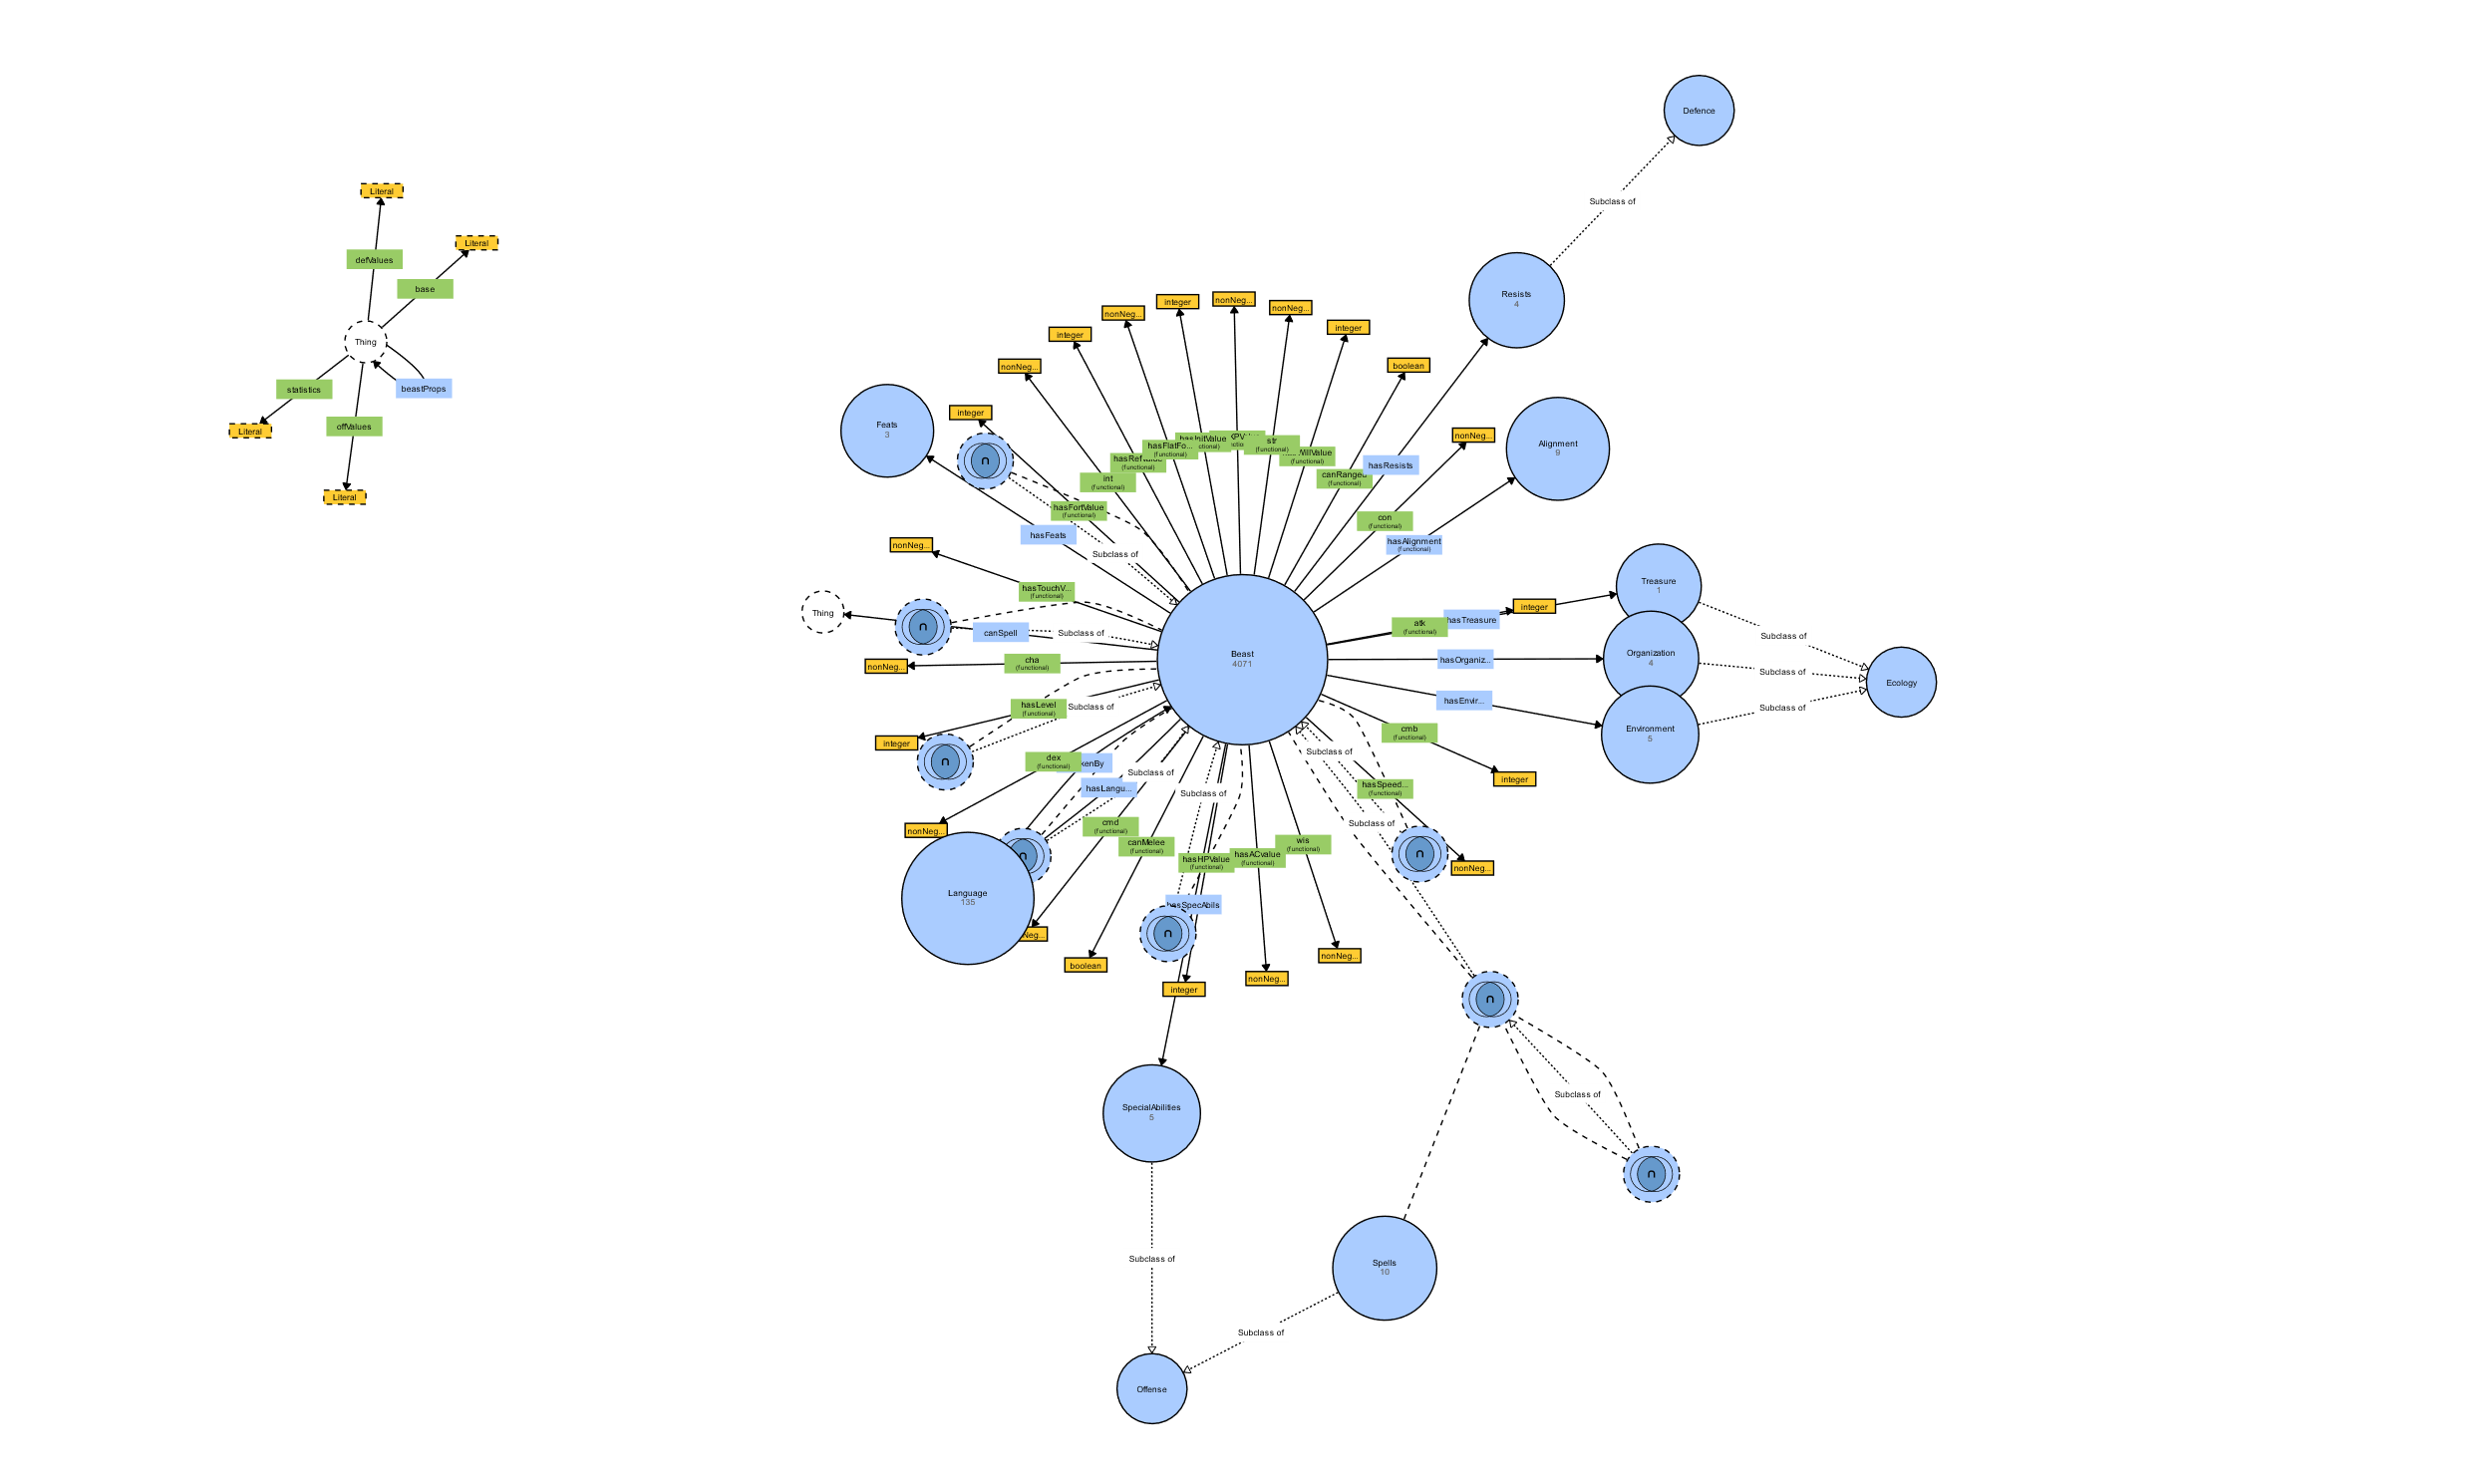 Defence
Subclass of
Literal
Literal
defValues
base
Thing
statistics
beastProps
offValues
Literal
Literal
Resists
4
integer
nonNeg...
integer
nonNeg...
integer
nonNeg...
nonNeg...
integer
boolean
nonNeg...
integer
Feats
3
Alignment
9
∩
hasFlatFo...
(functional)
str
(functional)
canRanged
(functional)
hasResists
int
(functional)
hasFortValue
(functional)
con
(functional)
hasAlignment
(functional)
hasFeats
Subclass of
nonNeg...
hasTouchV...
(functional)
Thing
∩
canSpell
Subclass of
nonNeg...
cha
(functional)
Beast
4071
atk
(functional)
hasTreasure
integer
Treasure
1
Subclass of
hasOrganiz...
Organization
4
Subclass of
Ecology
hasEnvir...
Environment
5
Subclass of
hasLevel
(functional)
Subclass of
integer
∩
cmb
(functional)
integer
dex
(functional)
kenBy
Subclass of
hasLangu...
Subclass of
Subclass of
hasSpeed...
(functional)
Subclass of
nonNeg...
cmd
(functional)
canMelee
(functional)
hasHPValue
(functional)
hasACvalue
(functional)
wis
(functional)
∩
∩
nonNeg...
Language
135
Neg...
hasSpecAbils
∩
boolean
integer
nonNeg...
nonNeg...
∩
SpecialAbilities
5
Subclass of
∩
Subclass of
Spells
10
Subclass of
Offense